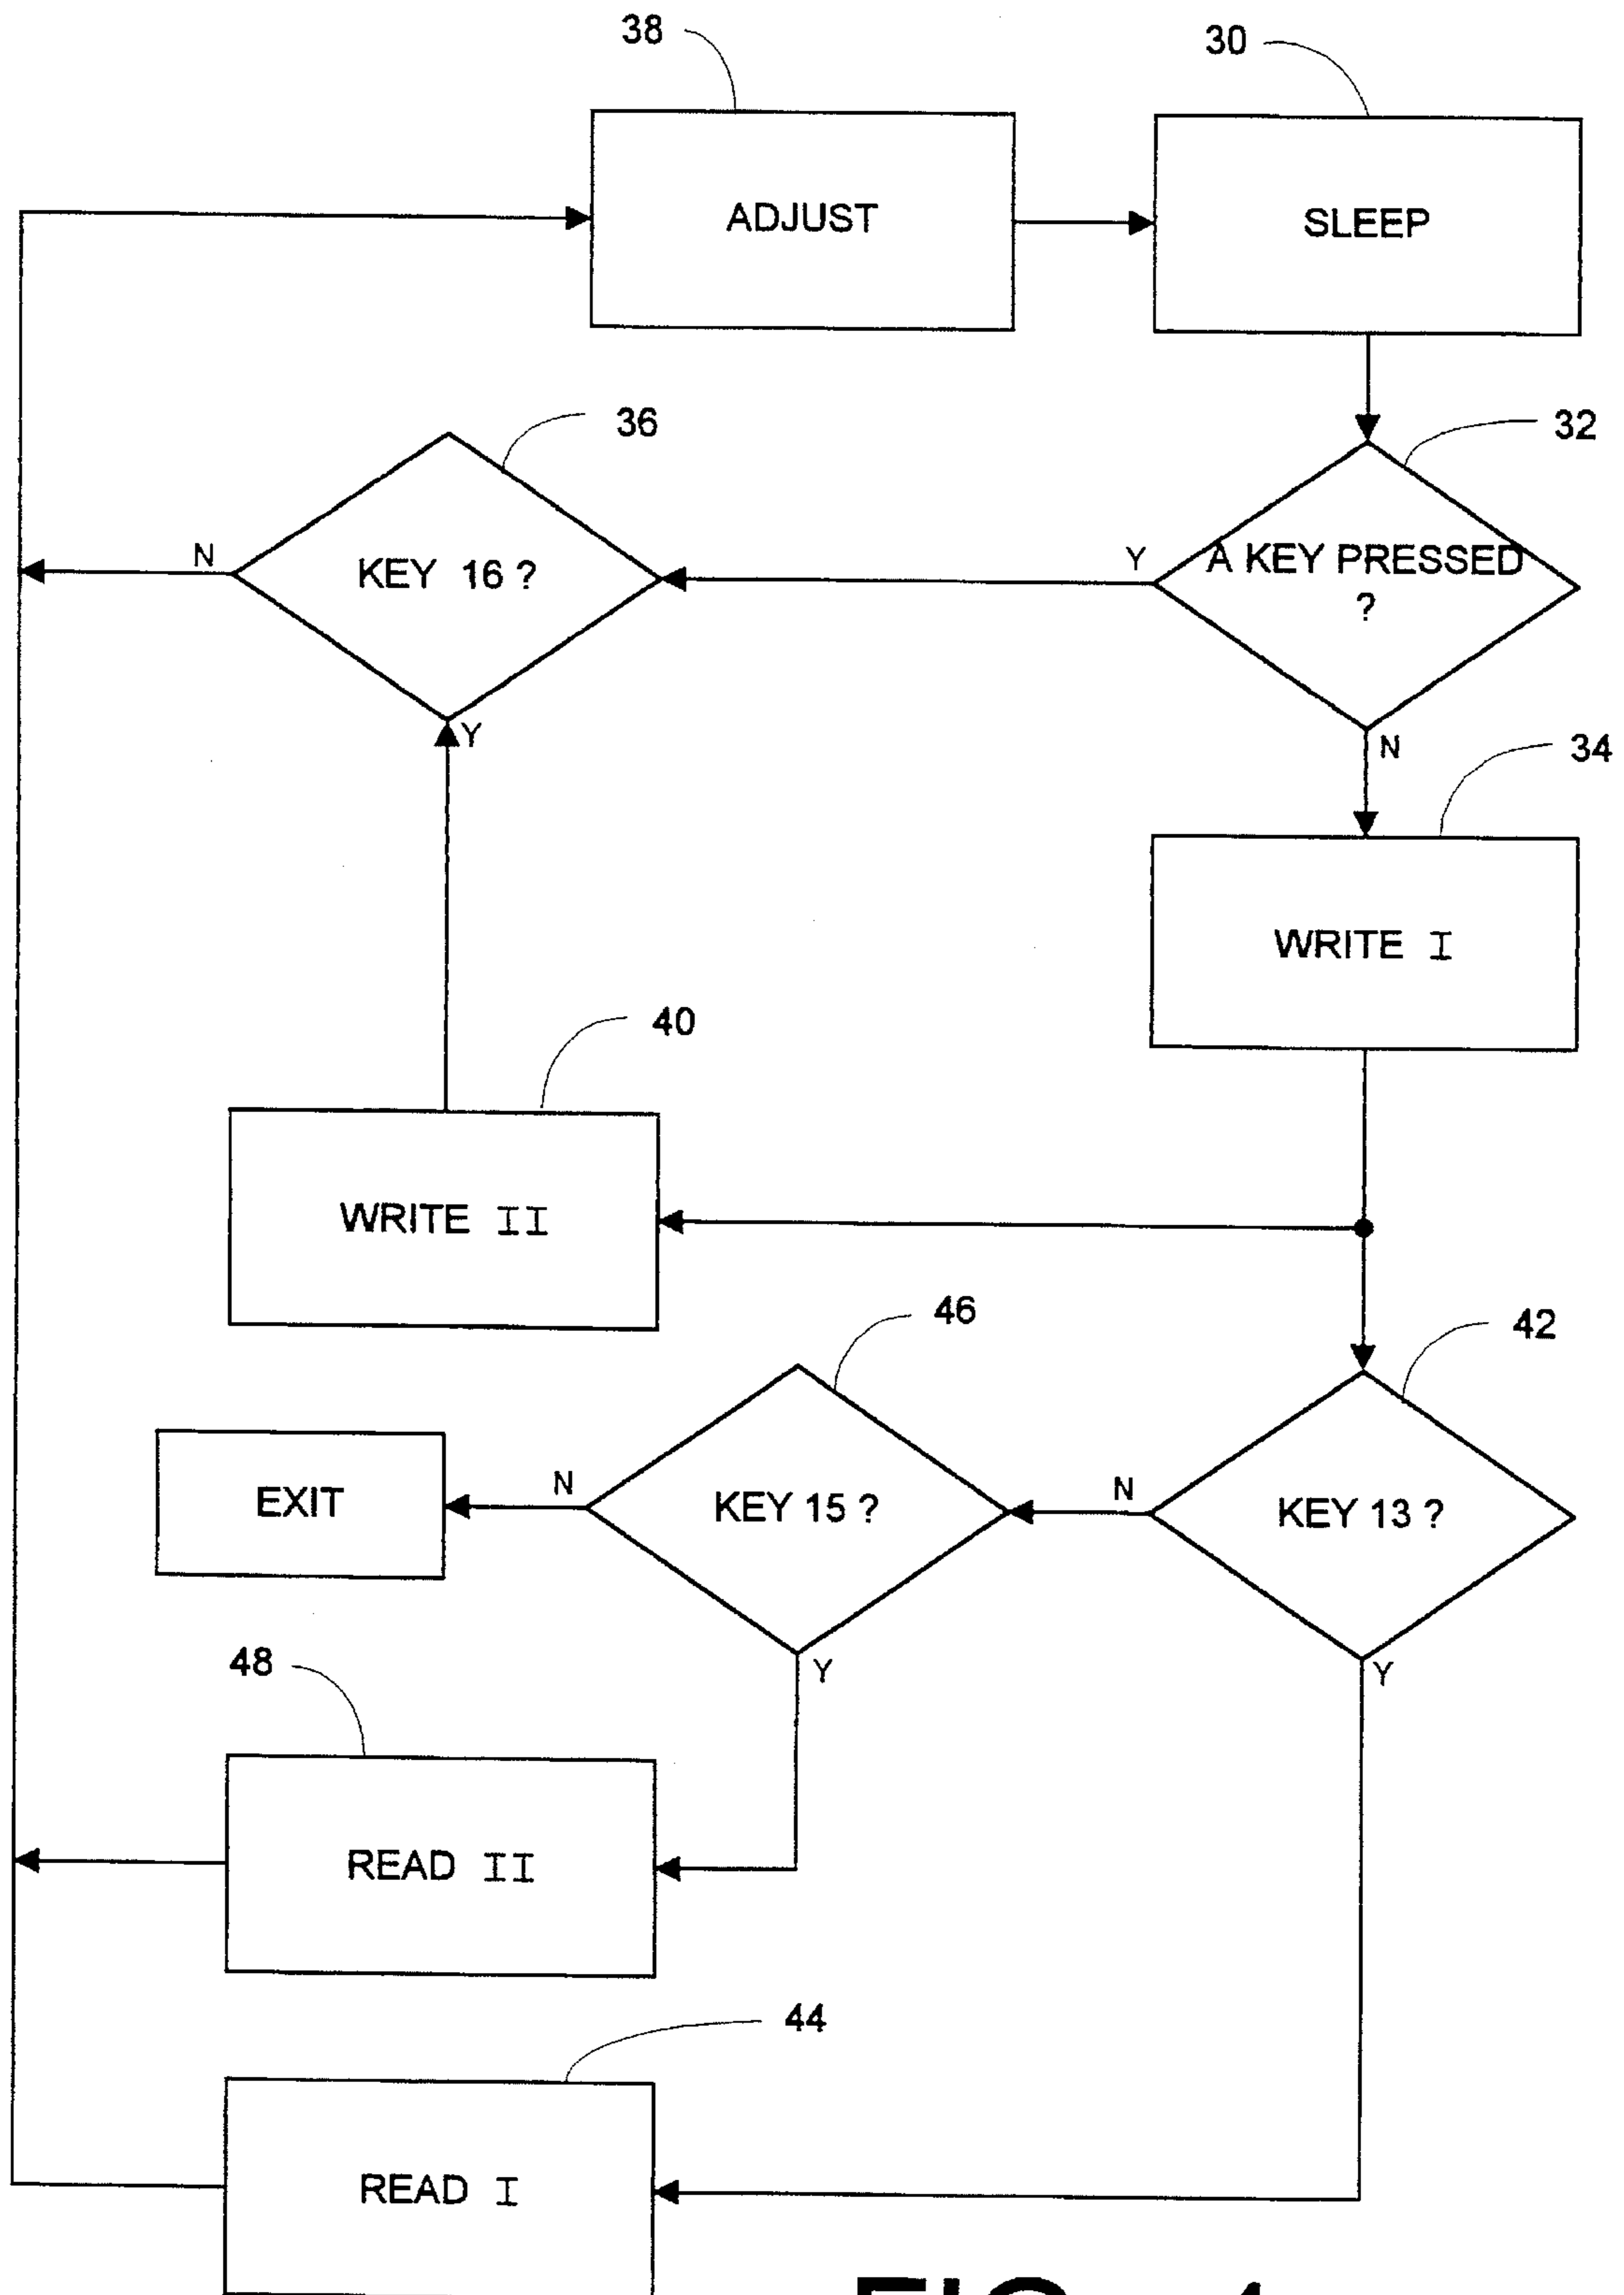 38
30
ADJUST
SLEEP
36
32
N
KEY 16 ?
Y
A KEY PRESSED
?
Y
N
34
WRITE I
40
WRITE II
46
42
EXIT
N
KEY 15 ?
N
KEY 13 ?
48
Y
Y
READ II
44
READ I